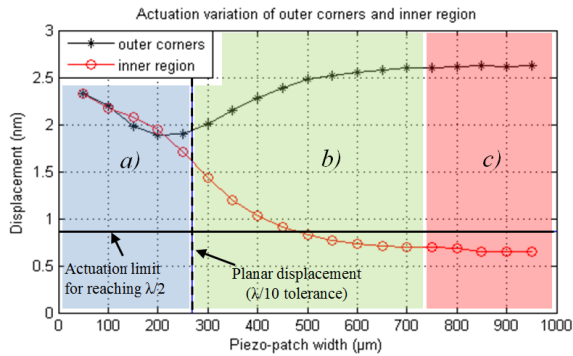 Actuation variation of outer corners and inner region
outer corners
inner region
3
2.5
2
1.5
1
0.5
0
Displacement (nm)
a)
b)
c)
Actuation limit
for reaching λ/2
Planar displacement
(λ/10 tolerance)
0 100 200 300 400 500 600 700 800 900 1000
Piezo-patch width (μm)